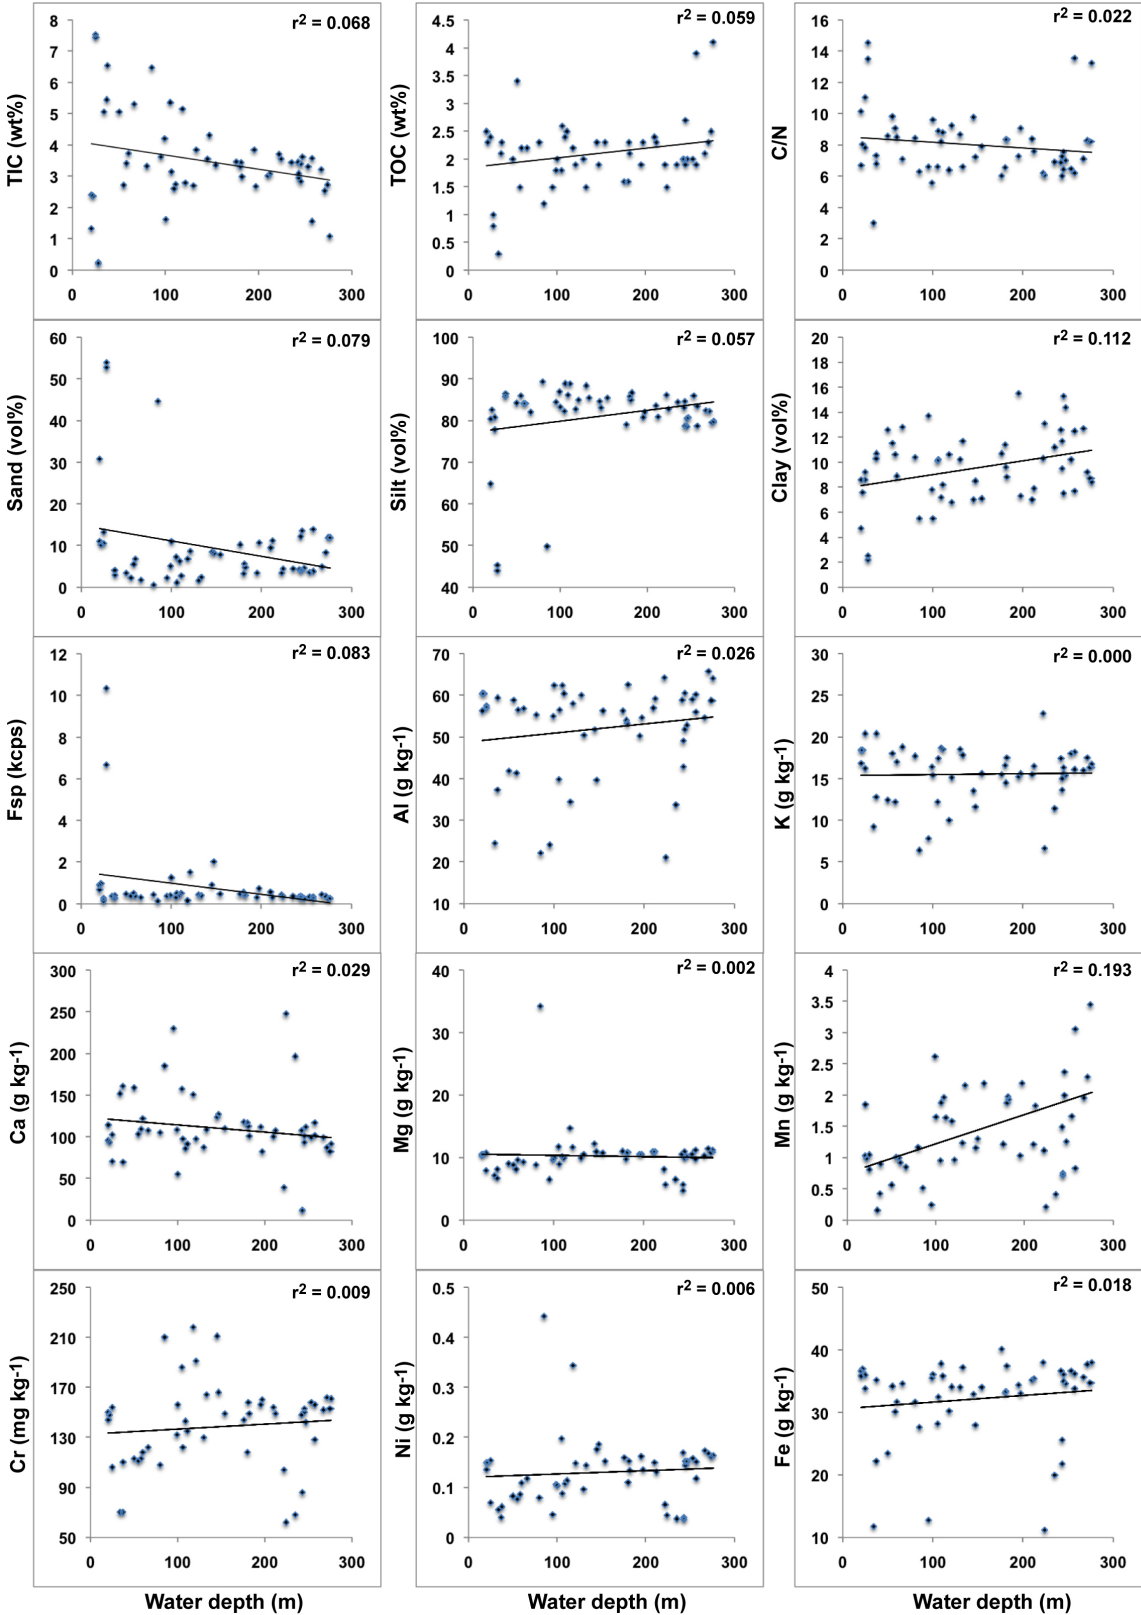 r² = 0.068
TIC (wt%)
8
7
6
5
4
3
2
1
0
0 100 200 300
r² = 0.059
TOC (wt%)
4.5
4
3.5
3
2.5
2
1.5
1
0.5
0
0 100 200 300
r² = 0.022
C/N
16
14
12
10
8
6
4
2
0
0 100 200 300
r² = 0.079
Sand (vol%)
60
50
40
30
20
10
0
0 100 200 300
r² = 0.057
Silt (vol%)
100
90
80
70
60
50
40
0 100 200 300
r² = 0.112
Clay (vol%)
20
18
16
14
12
10
8
6
4
2
0
0 100 200 300
r² = 0.083
Fsp (kcps)
12
10
8
6
4
2
0
0 100 200 300
r² = 0.026
Al (g kg-1)
70
60
50
40
30
20
10
0 100 200 300
r² = 0.000
K (g kg-1)
30
25
20
15
10
5
0
0 100 200 300
r² = 0.029
Ca (g kg-1)
300
250
200
150
100
50
0
0 100 200 300
r² = 0.002
Mg (g kg-1)
40
30
20
10
0
0 100 200 300
r² = 0.193
Mn (g kg-1)
4
3.5
3
2.5
2
1.5
1
0.5
0
0 100 200 300
r² = 0.009
Cr (mg kg-1)
250
210
170
130
90
50
0 100 200 300
Water depth (m)
r² = 0.006
Ni (g kg-1)
0.5
0.4
0.3
0.2
0.1
0
0 100 200 300
Water depth (m)
r² = 0.018
Fe (g kg-1)
50
40
30
20
10
0 100 200 300
Water depth (m)